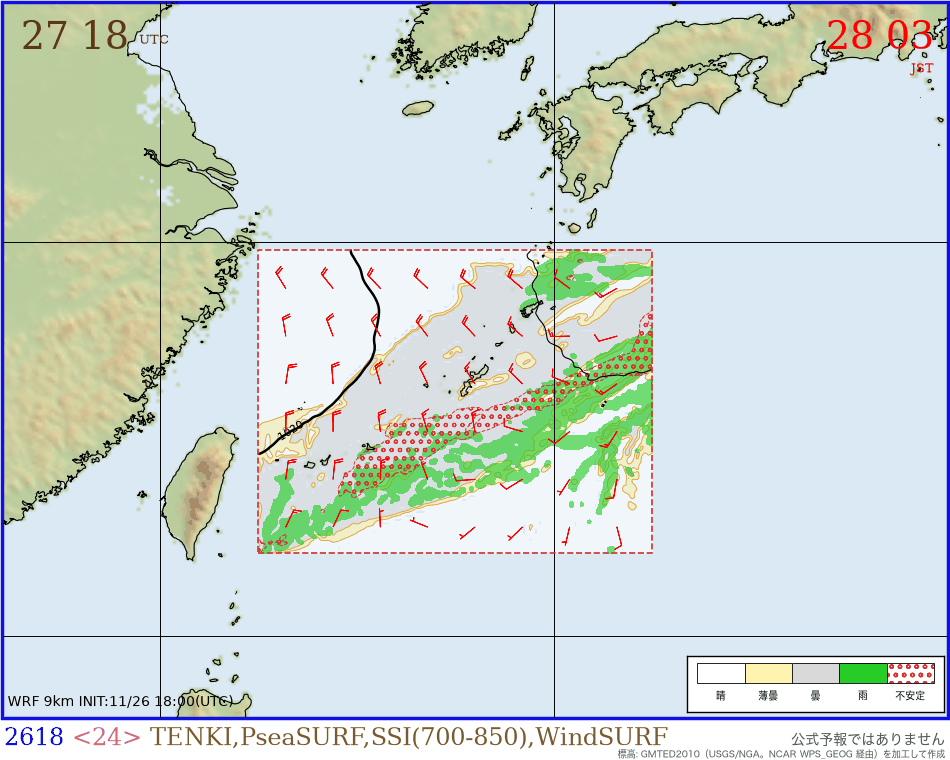 27 18 UTC
28 03
JST
1020
WRF 9km INIT:11/26 18:00(UTC)
晴 薄曇 曇 雨 不安定
2618 <24> TENKI,PseaSURF,SSI(700-850),WindSURF
公式予報ではありません
標高: GMTED2010（USGS/NGA。NCAR WPS_GEOG 経由）を加工して作成